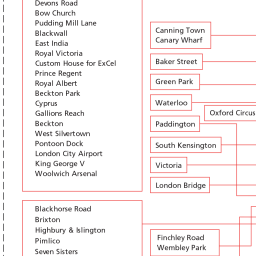 Devons Road
Bow Church
Pudding Mill Lane
Blackwall
East India
Royal Victoria
Custom House for ExCel
Prince Regent
Royal Albert
Beckton Park
Cyprus
Gallions Reach
Beckton
West Silvertown
Pontoon Dock
London City Airport
King George V
Woolwich Arsenal
Canning Town
Canary Wharf
Baker Street
Green Park
Waterloo
Oxford Circus
Paddington
South Kensington
Victoria
London Bridge
Blackhorse Road
Brixton
Highbury & Islington
Pimlico
Seven Sisters
Finchley Road
Wembley Park